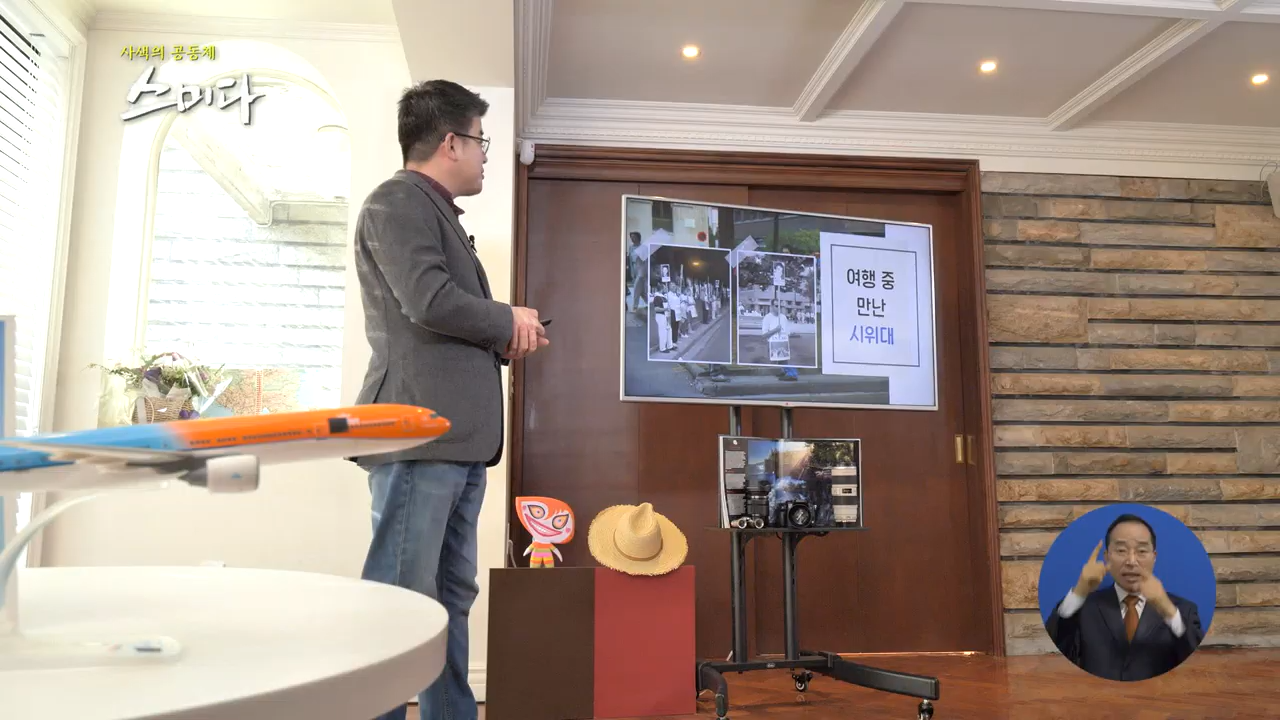 사색의 공동체
스미다
여행 중
만난
시위대